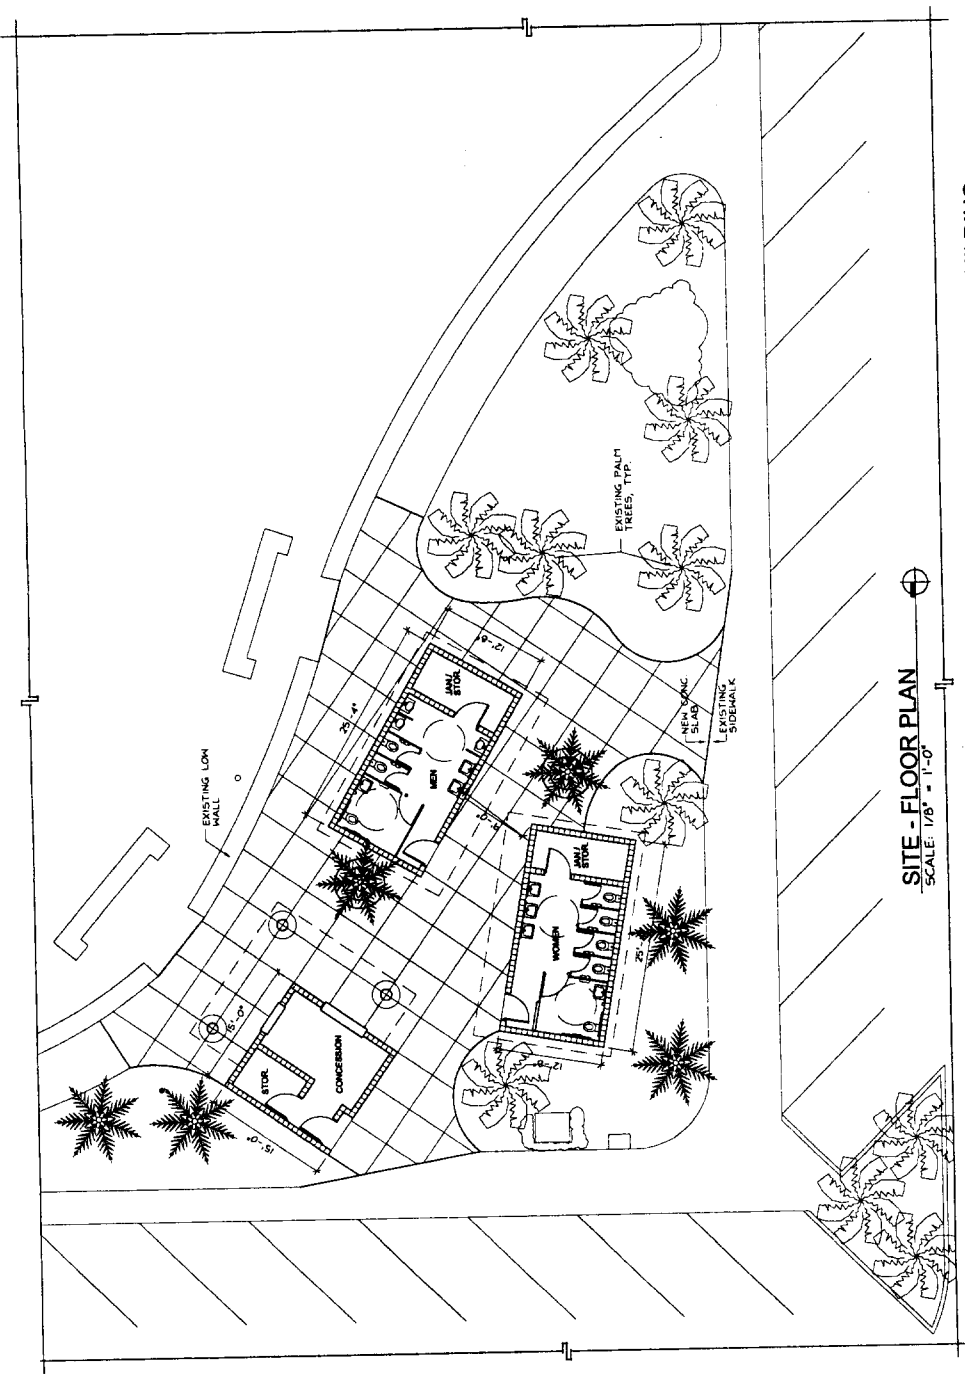 EXISTING LOW
WALL
EXISTING PALM
TREES, TYP.
25'-4"
12'-8"
JAN./
STOR.
MEN
NEW CONC
SLAB
EXISTING
SIDEWALK
JAN./
STOR.
WOMEN
25'
12'-8"
15'-0"
STOR.
CONCESSION
15'-0"
SITE - FLOOR PLAN
SCALE: 1/8" = 1'-0"